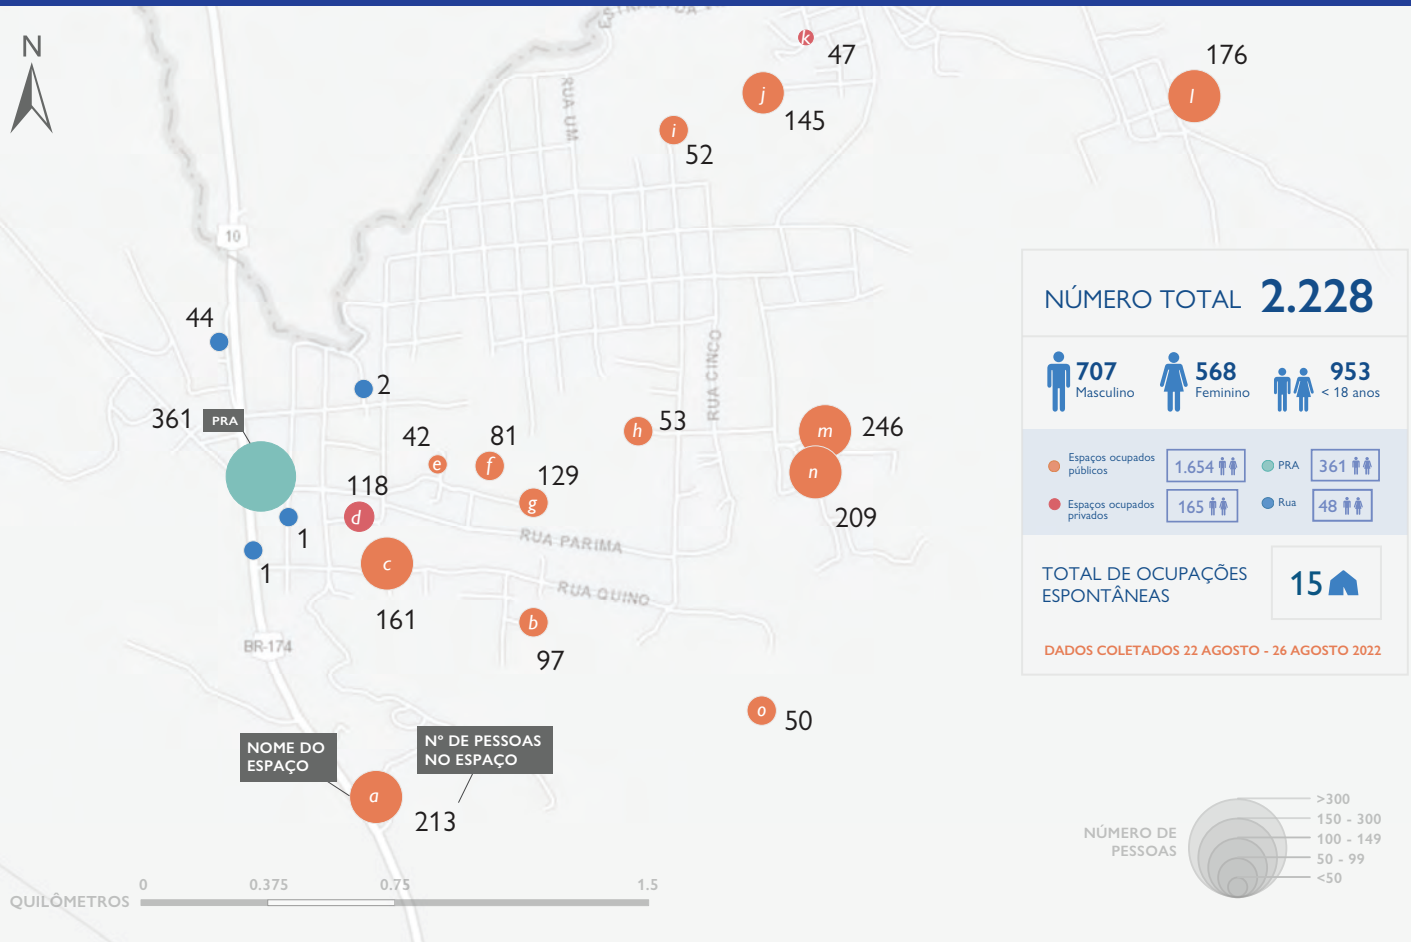 N
ESTRADA DA
k
47
176
j
145
l
RUA UM
i
52
10
44
2
361
PRA
RUA CINCO
42
81
h
53
m
246
e
f
129
n
118
g
209
d
1
RUA PARIMA
1
c
RUA QUINO
161
b
BR-174
97
o
50
NOME DO
ESPAÇO
Nº DE PESSOAS
NO ESPAÇO
a
213
NÚMERO TOTAL 2.228
707
Masculino
568
Feminino
953
< 18 anos
Espaços ocupados
públicos
1.654
PRA
361
Espaços ocupados
privados
165
Rua
48
TOTAL DE OCUPAÇÕES
ESPONTÂNEAS
15
DADOS COLETADOS 22 AGOSTO - 26 AGOSTO 2022
NÚMERO DE
PESSOAS
>300
150 - 300
100 - 149
50 - 99
<50
0 0.375 0.75 1.5
QUILÔMETROS